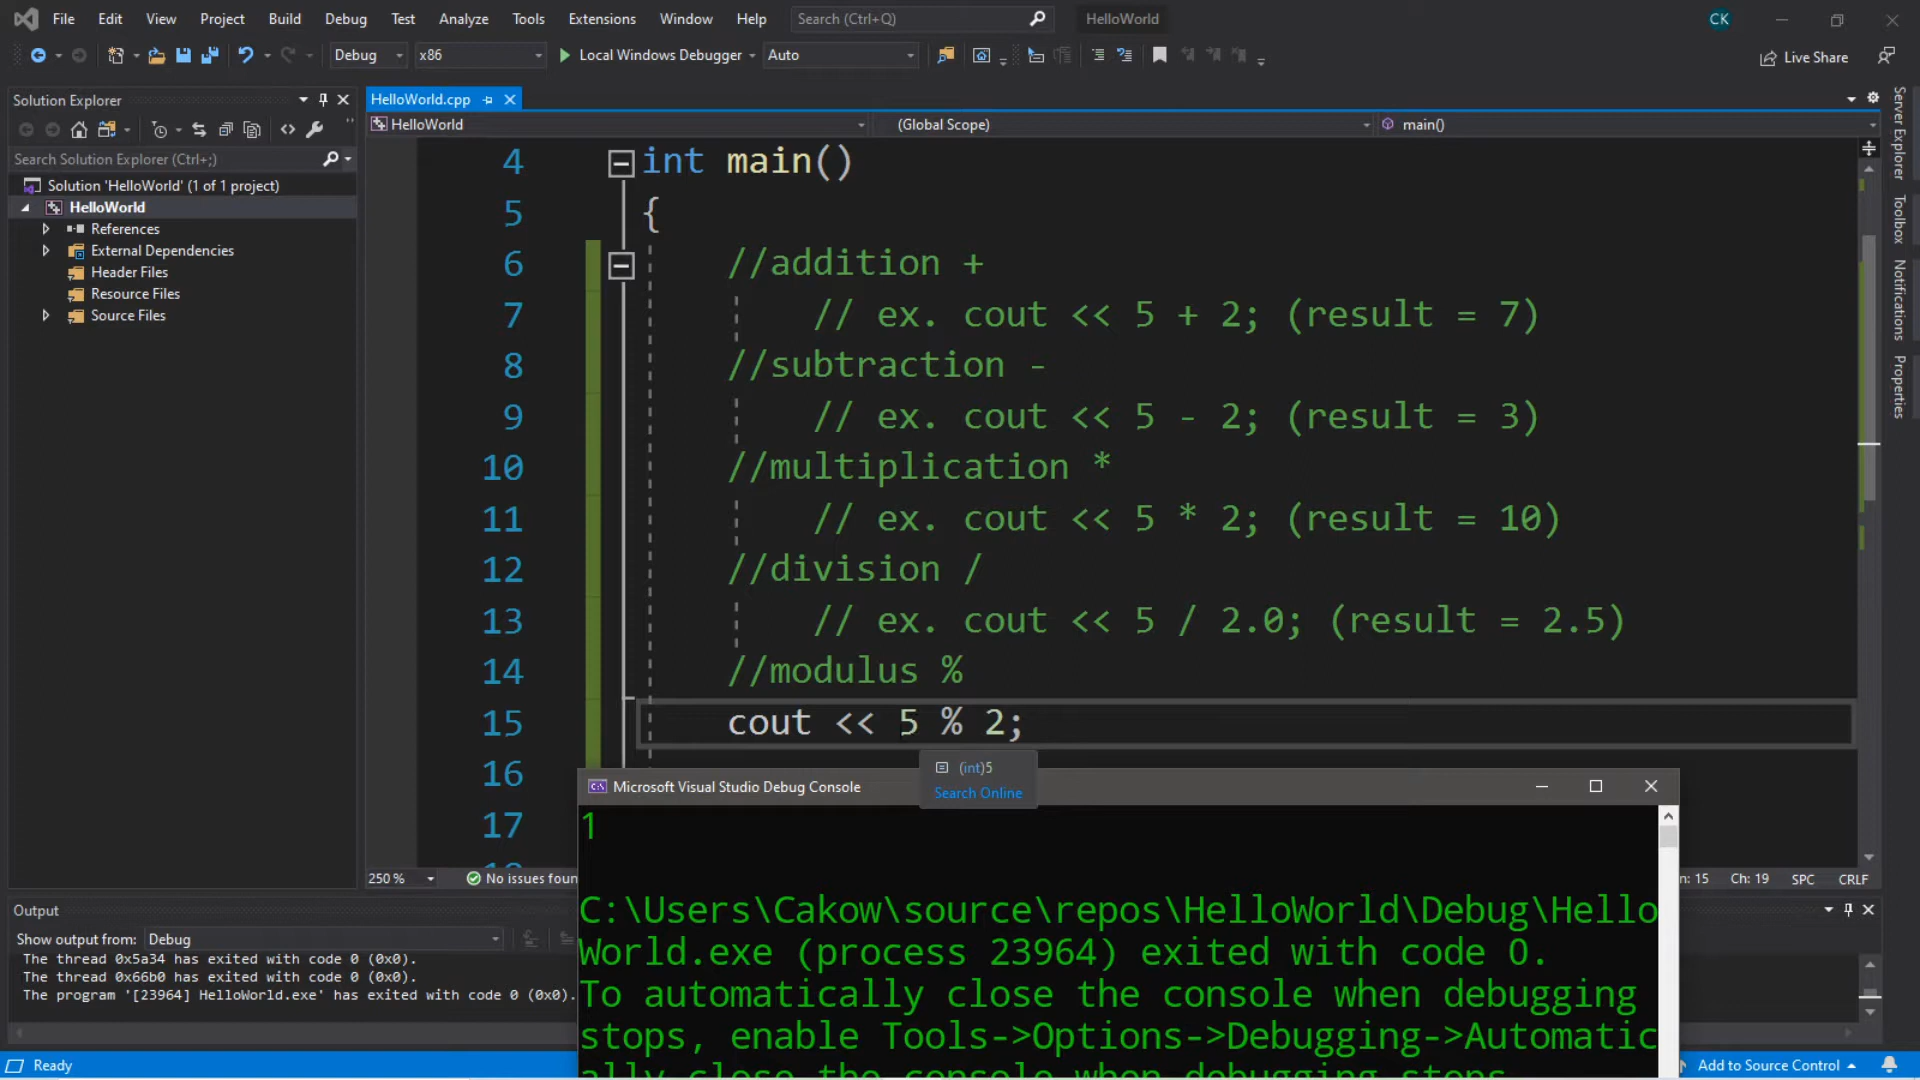 File Edit View Project Build Debug Test Analyze Tools Extensions Window Help Search (Ctrl+Q) HelloWorld CK
Debug x86 Local Windows Debugger Auto Live Share
Solution Explorer
Search Solution Explorer (Ctrl+;)
Solution 'HelloWorld' (1 of 1 project)
HelloWorld
References
External Dependencies
Header Files
Resource Files
Source Files
HelloWorld.cpp
HelloWorld (Global Scope) main()
4 int main()
5 {
6 //addition +
7 // ex. cout << 5 + 2; (result = 7)
8 //subtraction -
9 // ex. cout << 5 - 2; (result = 3)
10 //multiplication *
11 // ex. cout << 5 * 2; (result = 10)
12 //division /
13 // ex. cout << 5 / 2.0; (result = 2.5)
14 //modulus %
15 cout << 5 % 2;
16
17
(int)5
Search Online
250 % No issues foun
n: 15 Ch: 19 SPC CRLF
Server Explorer
Toolbox
Notifications
Properties
Microsoft Visual Studio Debug Console
1
C:\Users\Cakow\source\repos\HelloWorld\Debug\Hello
World.exe (process 23964) exited with code 0.
To automatically close the console when debugging
stops, enable Tools->Options->Debugging->Automatic
ally close the console when debugging stops.
Output
Show output from: Debug
The thread 0x5a34 has exited with code 0 (0x0).
The thread 0x66b0 has exited with code 0 (0x0).
The program '[23964] HelloWorld.exe' has exited with code 0 (0x0).
Ready
Add to Source Control